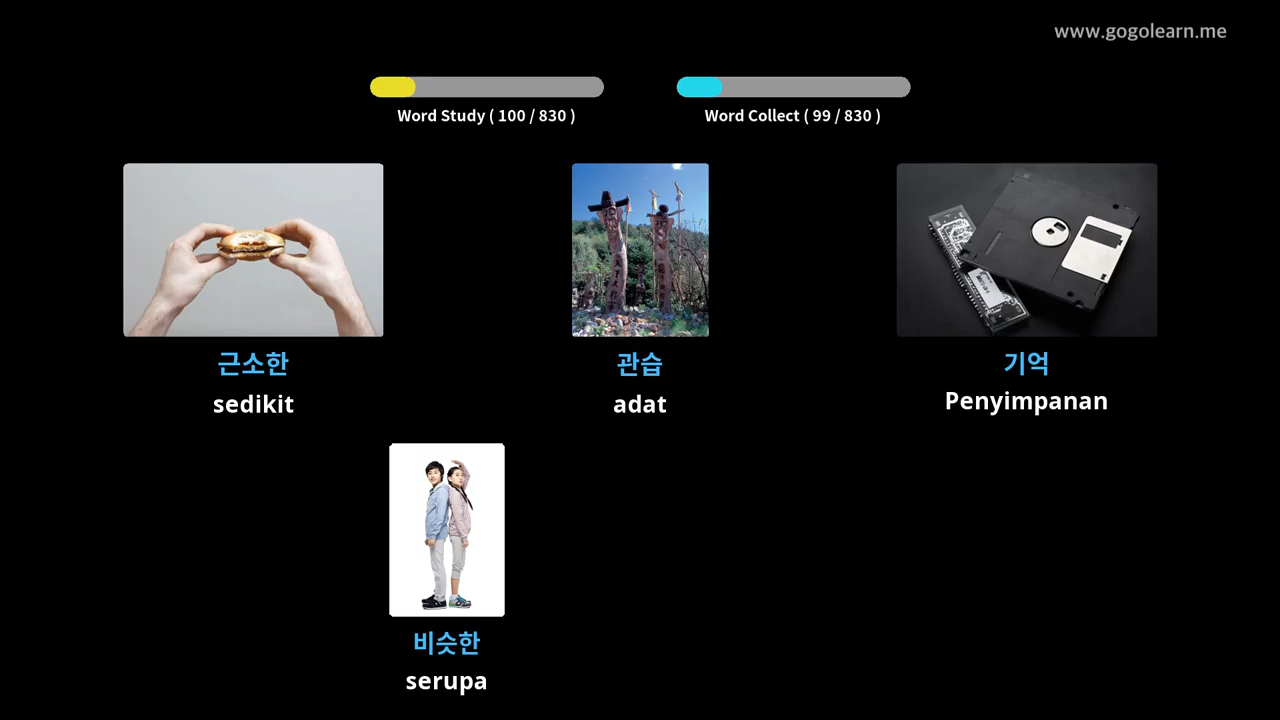 www.gogolearn.me
Word Study ( 100 / 830 )
Word Collect ( 99 / 830 )
근소한
sedikit
관습
adat
기억
Penyimpanan
비슷한
serupa